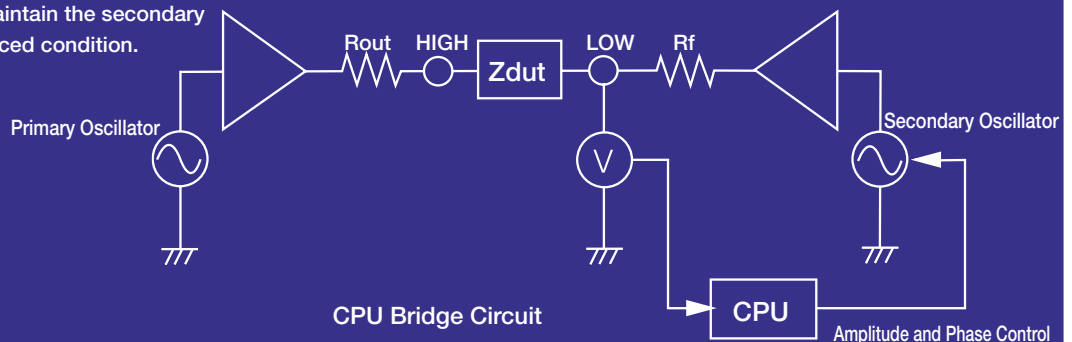 aintain the secondary
ced condition.
Rout HIGH Zdut LOW Rf
Primary Oscillator
Secondary Oscillator
V
CPU Bridge Circuit
CPU
Amplitude and Phase Control